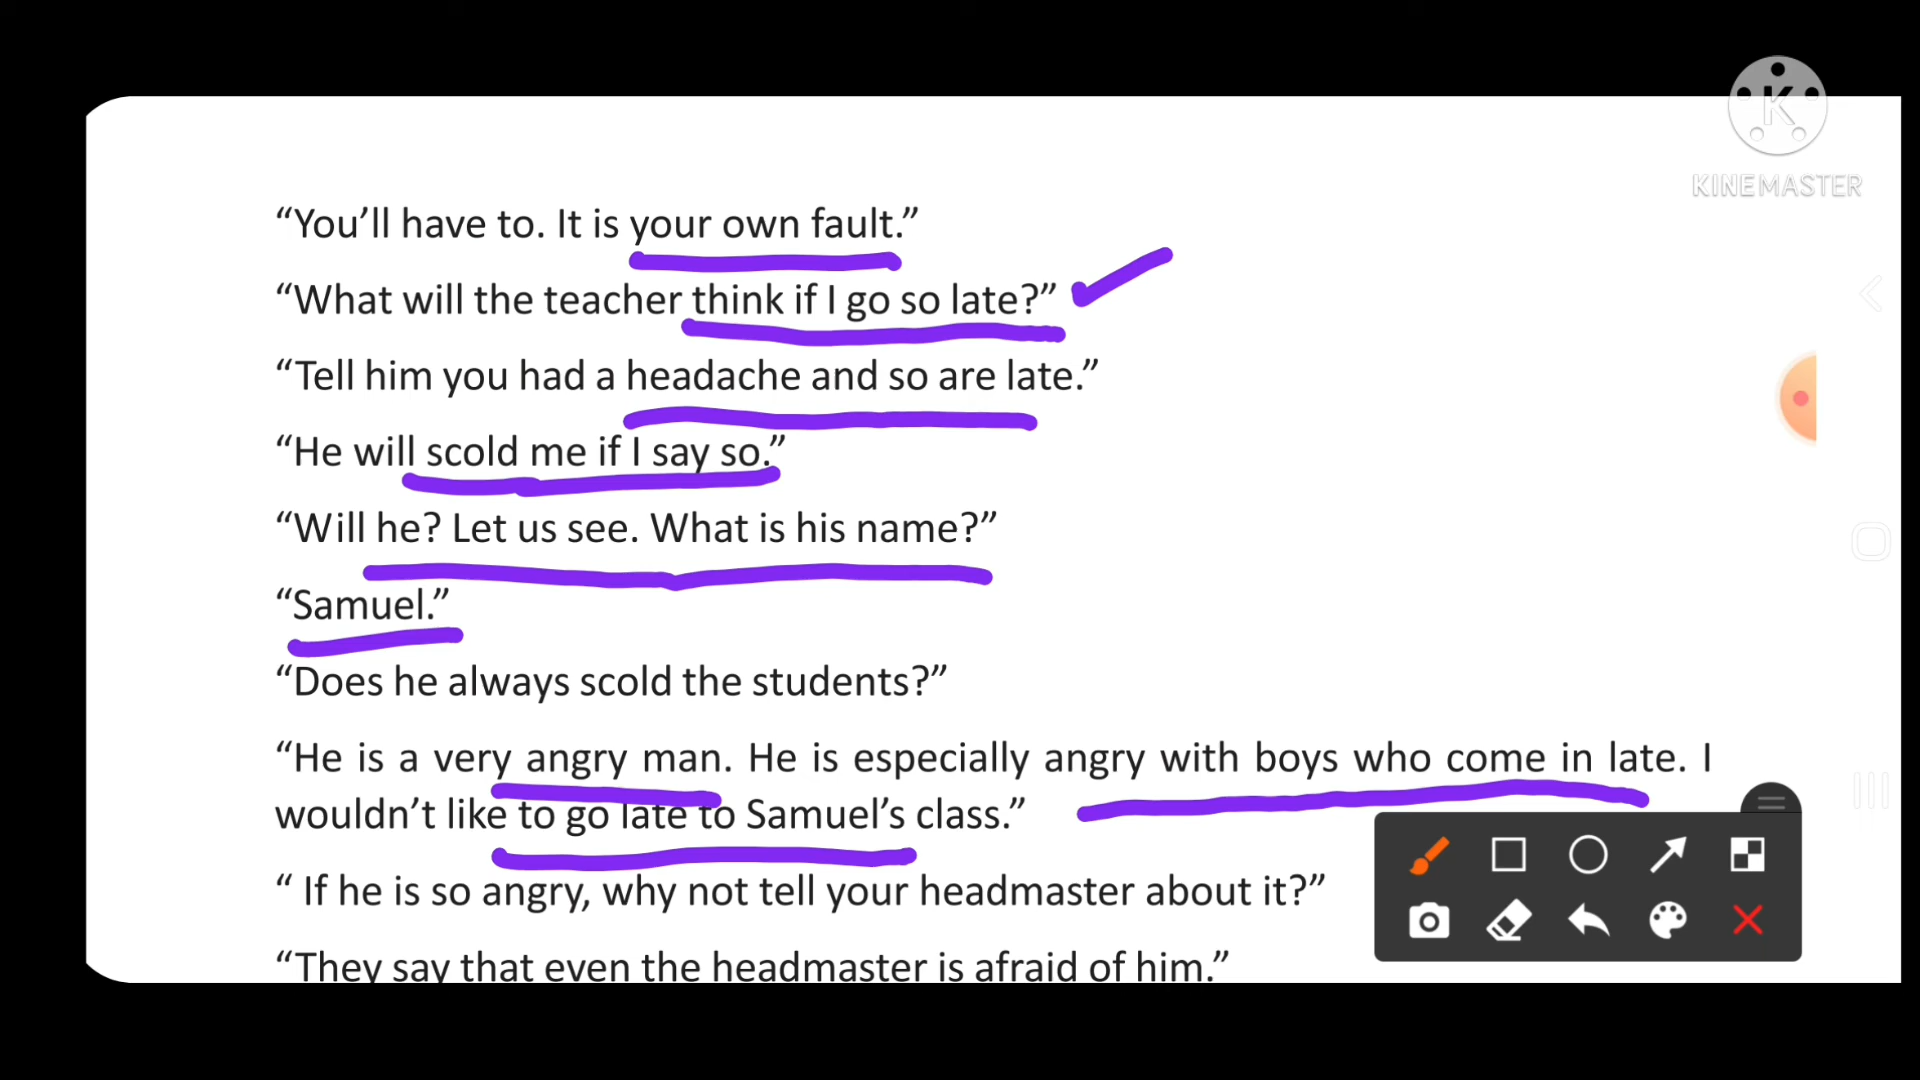 K
KINEMASTER
“You’ll have to. It is your own fault.”
“What will the teacher think if I go so late?”
“Tell him you had a headache and so are late.”
“He will scold me if I say so.”
“Will he? Let us see. What is his name?”
“Samuel.”
“Does he always scold the students?”
“He is a very angry man. He is especially angry with boys who come in late. I
wouldn’t like to go late to Samuel’s class.”
“ If he is so angry, why not tell your headmaster about it?”
“They say that even the headmaster is afraid of him.”